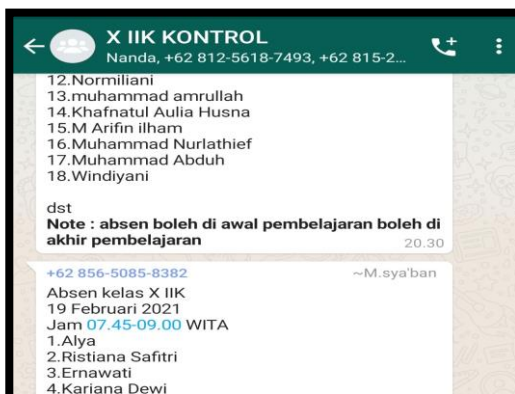 X IIK KONTROL
Nanda, +62 812-5618-7493, +62 815-2...
12.Normiliani
13.muhammad amrullah
14.Khafnatul Aulia Husna
15.M Arifin ilham
16.Muhammad Nurlathief
17.Muhammad Abduh
18.Windiyani
dst
Note : absen boleh di awal pembelajaran boleh di
akhir pembelajaran 20.30
+62 856-5085-8382 ~M.sya'ban
Absen kelas X IIK
19 Februari 2021
Jam 07.45-09.00 WITA
1.Alya
2.Ristiana Safitri
3.Ernawati
4.Kariana Dewi